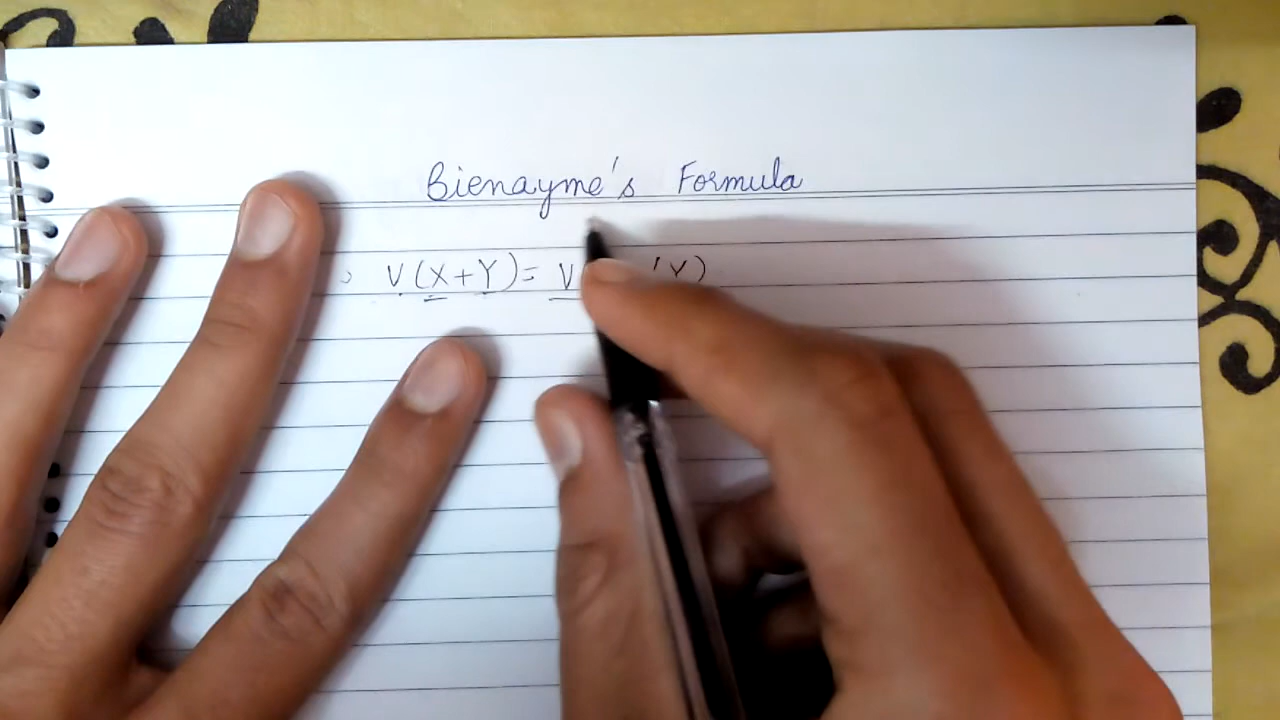 Bienayme's Formula
V(X+Y)= V (Y)